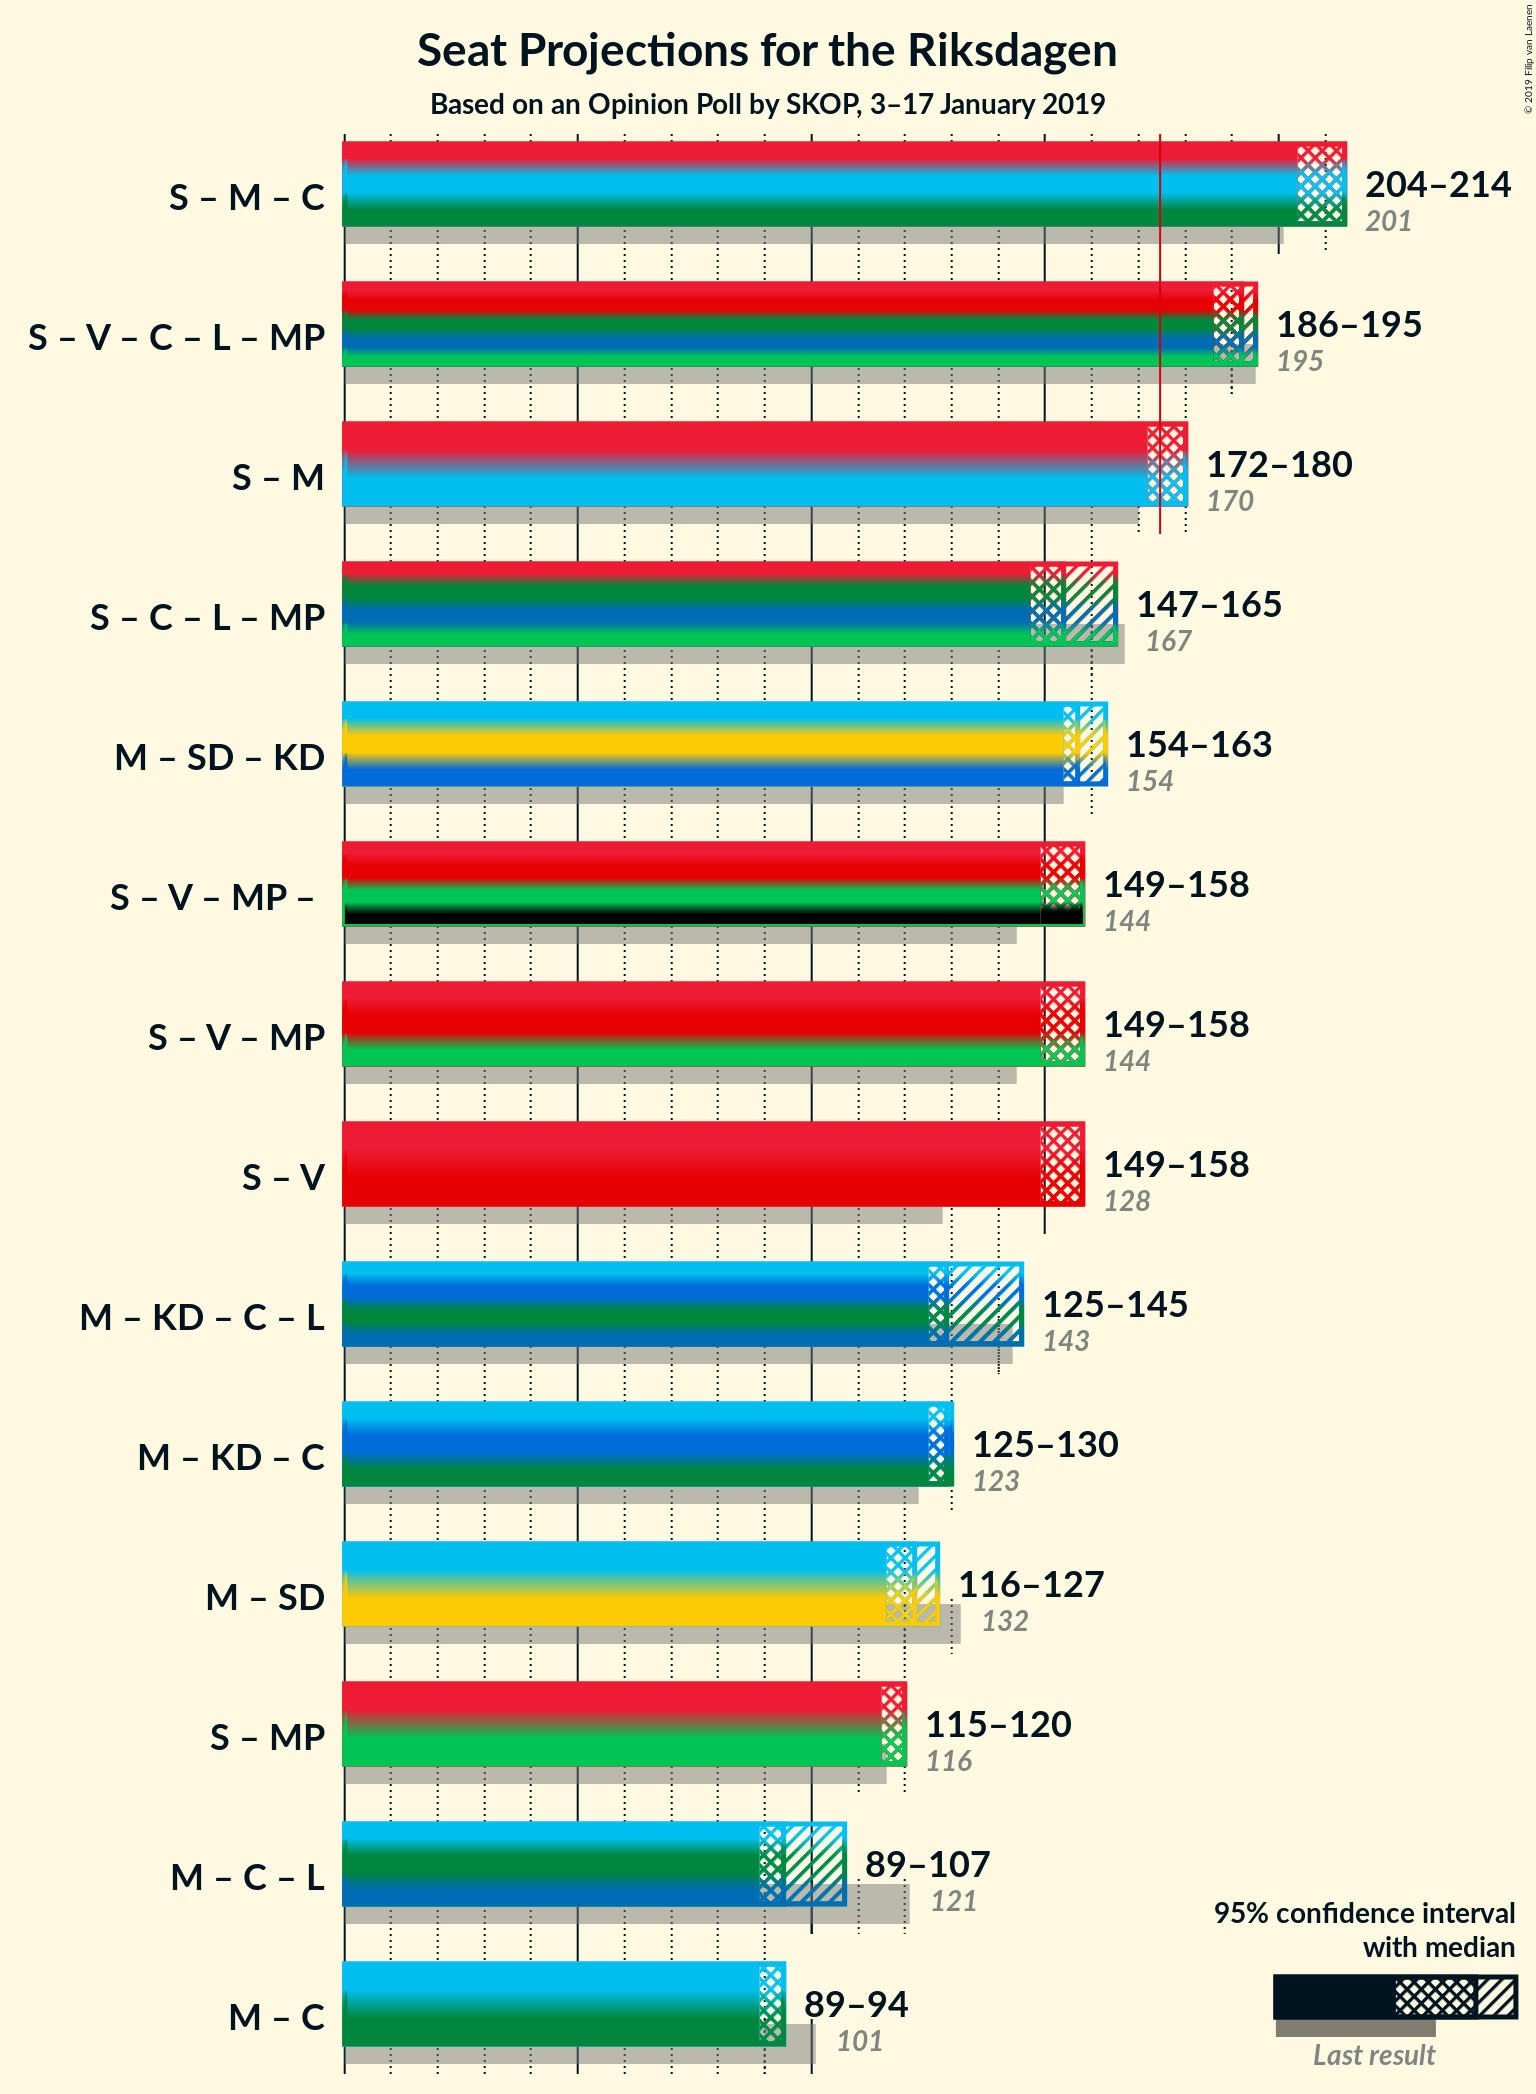 © 2019 Filip van Laenen
Seat Projections for the Riksdagen
Based on an Opinion Poll by SKOP, 3–17 January 2019
S – M – C
204–214
201
S – V – C – L – MP
186–195
195
S – M
172–180
170
S – C – L – MP
147–165
167
M – SD – KD
154–163
154
S – V – MP –
149–158
144
S – V – MP
149–158
144
S – V
149–158
128
M – KD – C – L
125–145
143
M – KD – C
125–130
123
M – SD
116–127
132
S – MP
115–120
116
M – C – L
89–107
121
M – C
89–94
101
95% confidence interval
with median
Last result